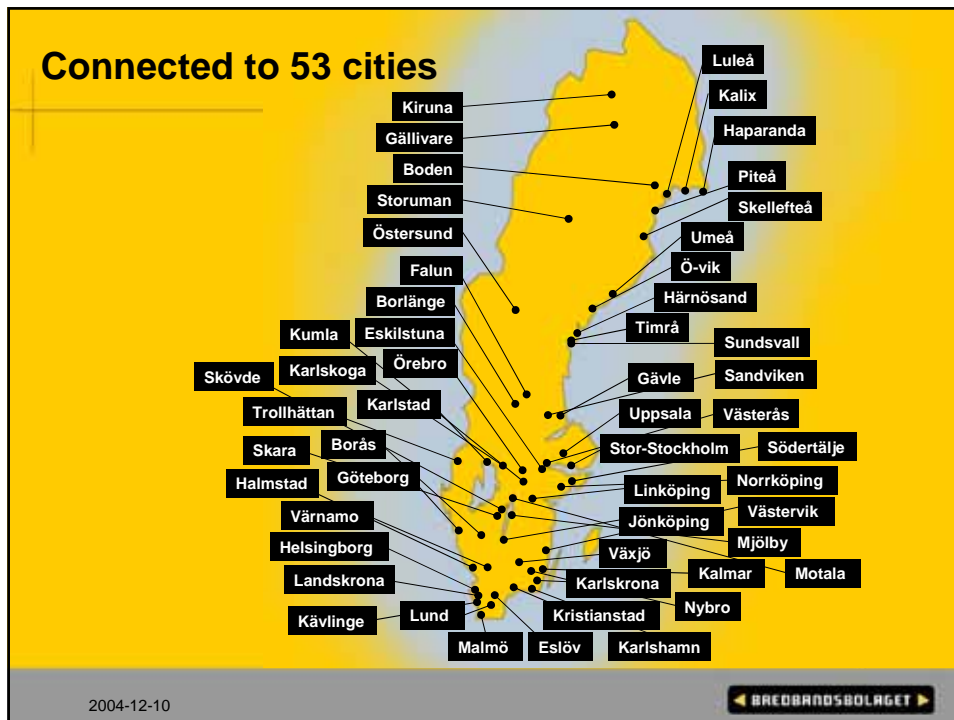 Connected to 53 cities
Luleå
Kalix
Kiruna
Haparanda
Gällivare
Boden
Piteå
Storuman
Skellefteå
Östersund
Umeå
Falun
Ö-vik
Borlänge
Härnösand
Kumla
Eskilstuna
Timrå
Sundsvall
Örebro
Skövde
Karlskoga
Gävle
Sandviken
Trollhättan
Karlstad
Uppsala
Västerås
Skara
Borås
Stor-Stockholm
Södertälje
Göteborg
Halmstad
Linköping
Norrköping
Värnamo
Jönköping
Västervik
Helsingborg
Växjö
Mjölby
Landskrona
Karlskrona
Kalmar
Motala
Kävlinge
Lund
Kristianstad
Nybro
Malmö
Eslöv
Karlshamn
2004-12-10
BREDBANDSBOLAGET